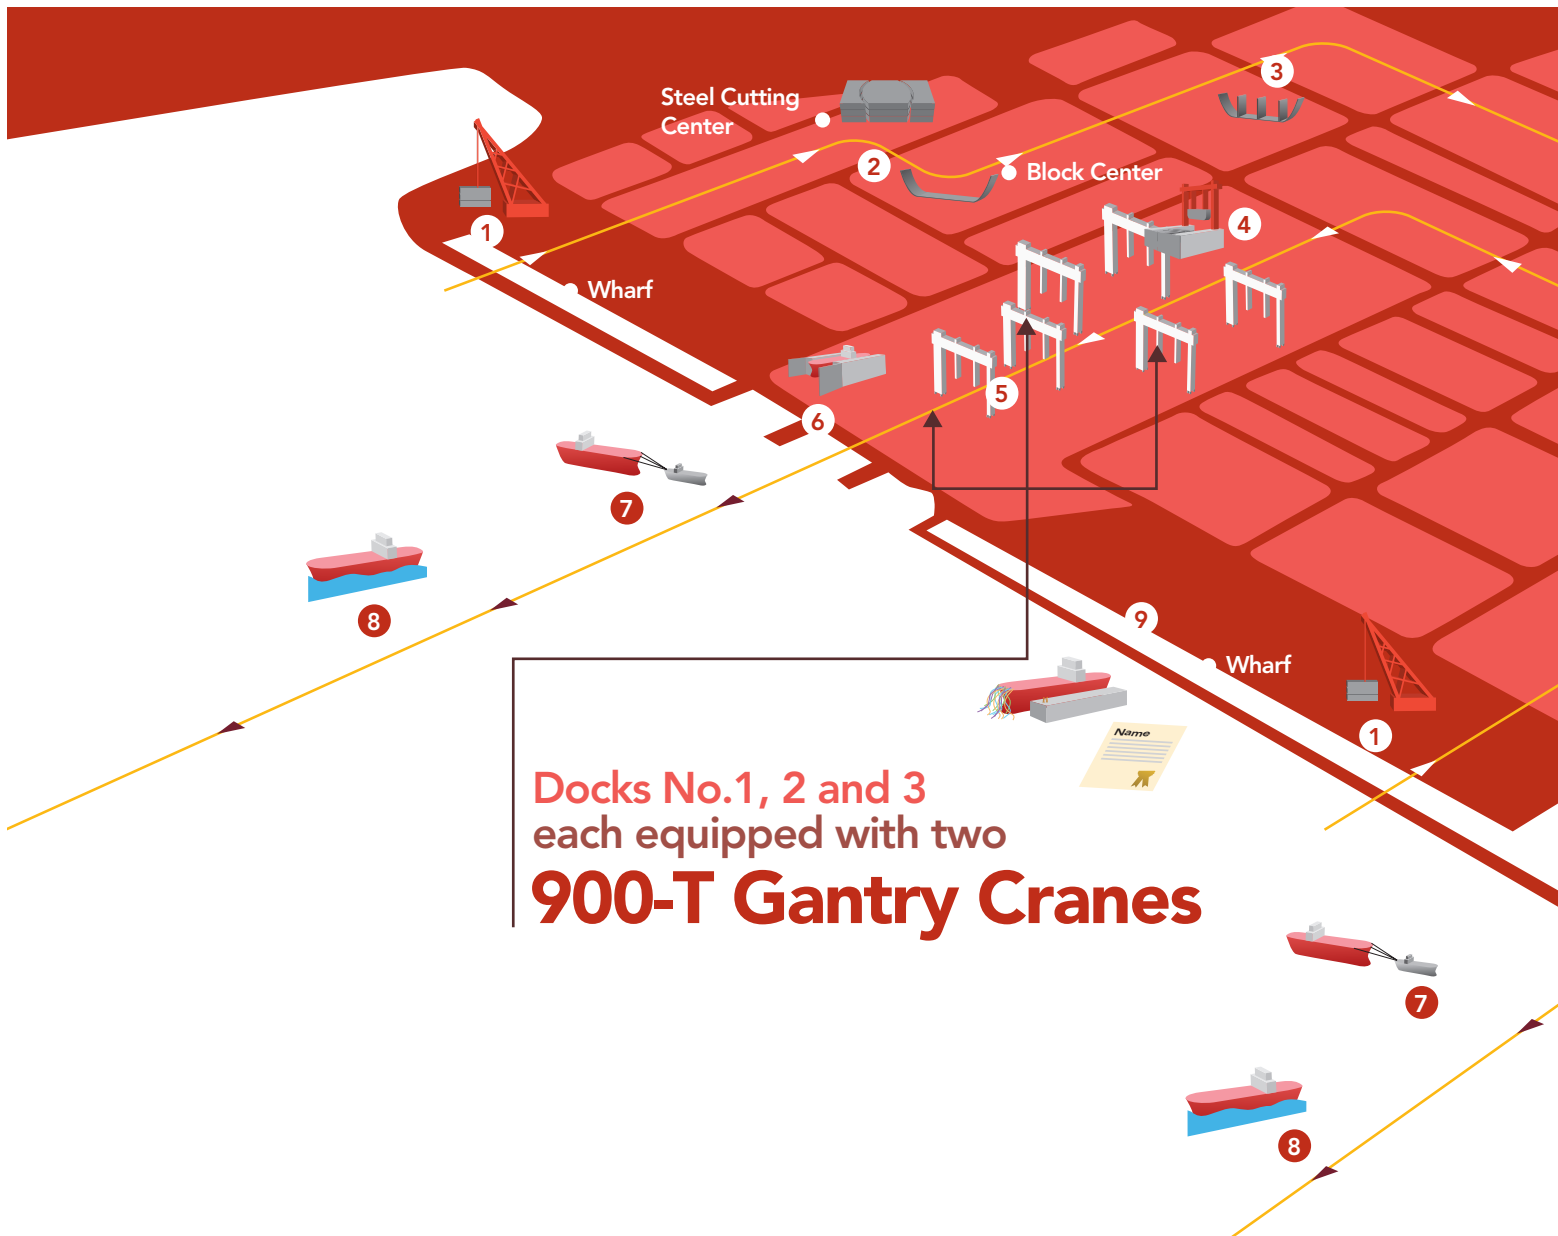 3
Steel Cutting
Center
2
Block Center
1
4
Wharf
5
6
7
8
9
Wharf
1
Name
Docks No.1, 2 and 3
each equipped with two
900-T Gantry Cranes
7
8